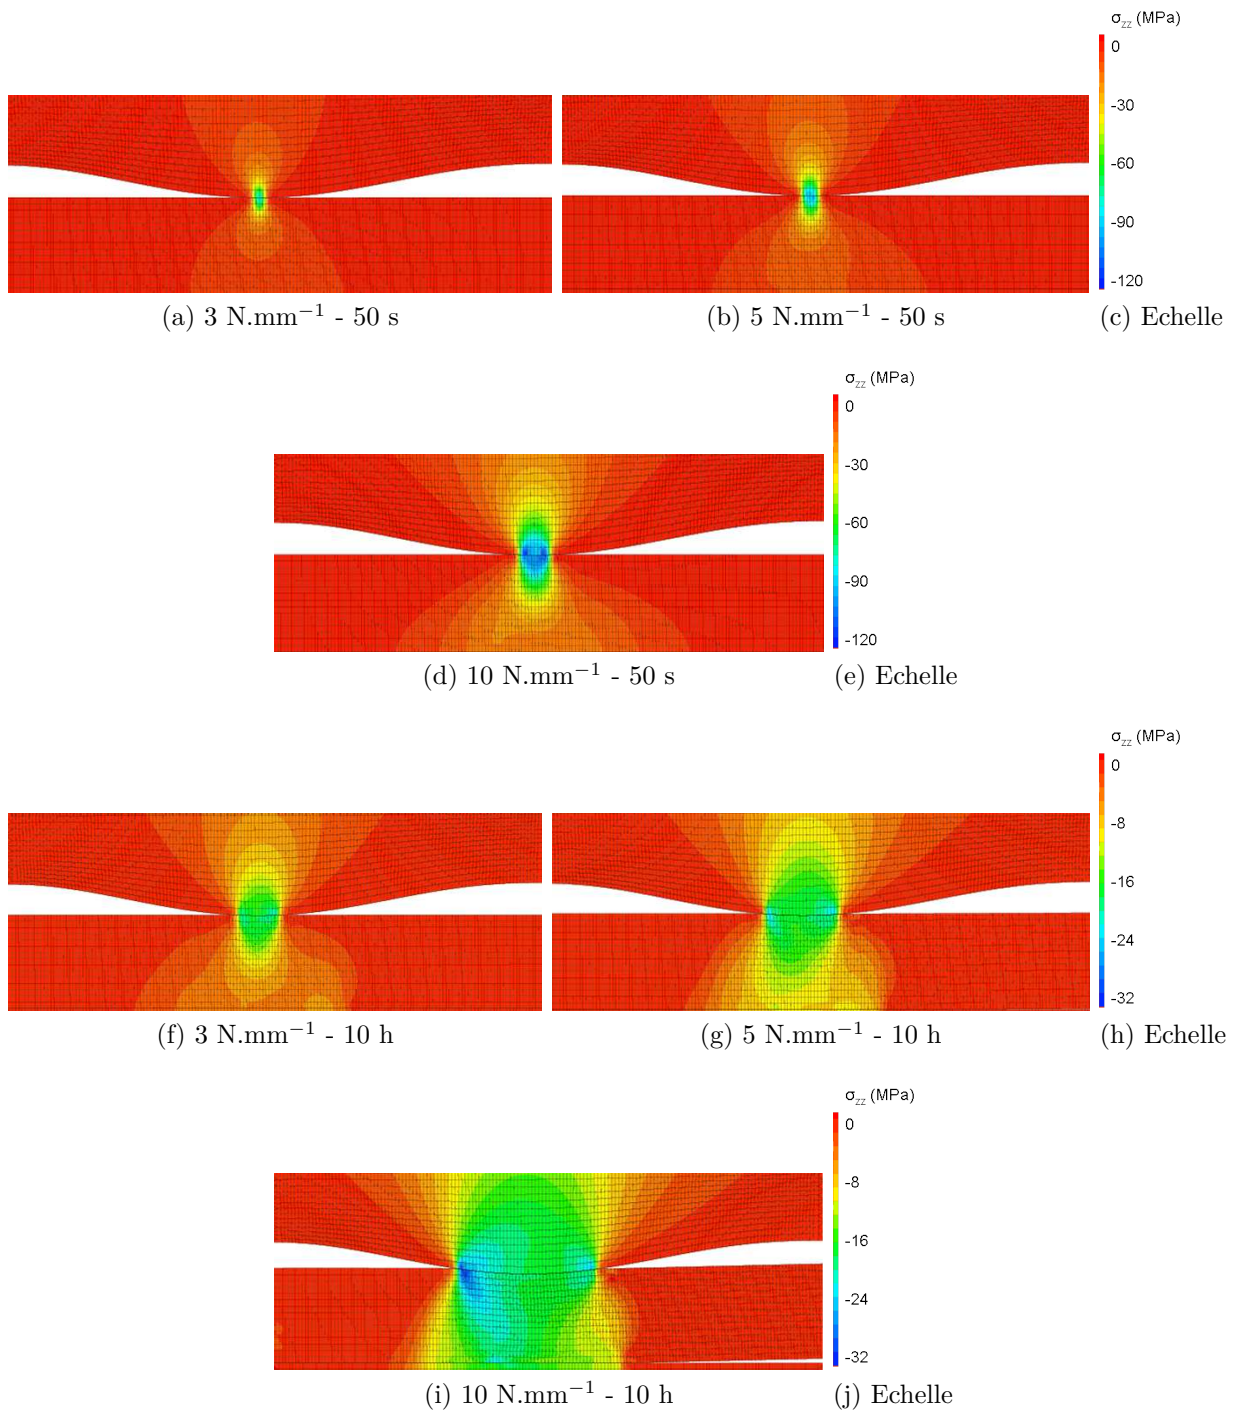 σzz (MPa)
0
-30
-60
-90
-120
(a) 3 N.mm−1 - 50 s
(b) 5 N.mm−1 - 50 s
(c) Echelle
σzz (MPa)
0
-30
-60
-90
-120
(d) 10 N.mm−1 - 50 s
(e) Echelle
σzz (MPa)
0
-8
-16
-24
-32
(f) 3 N.mm−1 - 10 h
(g) 5 N.mm−1 - 10 h
(h) Echelle
σzz (MPa)
0
-8
-16
-24
-32
(i) 10 N.mm−1 - 10 h
(j) Echelle